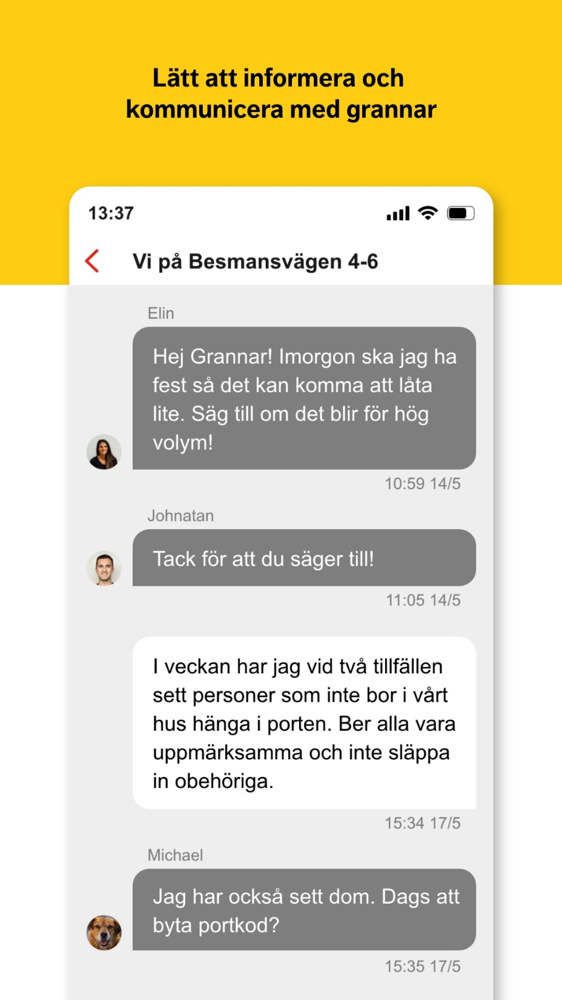 Lätt att informera och
kommunicera med grannar
13:37
Vi på Besmansvägen 4-6
Elin
Hej Grannar! Imorgon ska jag ha
fest så det kan komma att låta
lite. Säg till om det blir för hög
volym!
10:59 14/5
Johnatan
Tack för att du säger till!
11:05 14/5
I veckan har jag vid två tillfällen
sett personer som inte bor i vårt
hus hänga i porten. Ber alla vara
uppmärksamma och inte släppa
in obehöriga.
15:34 17/5
Michael
Jag har också sett dom. Dags att
byta portkod?
15:35 17/5